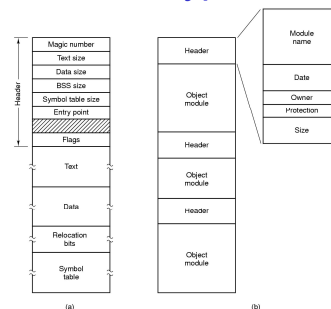 Header
Magic number
Text size
Data size
BSS size
Symbol table size
Entry point
Flags
Text
Data
Relocation
bits
Symbol
table
(a)
Header
Object
module
Header
Object
module
Header
Object
module
(b)
Module
name
Date
Owner
Protection
Size